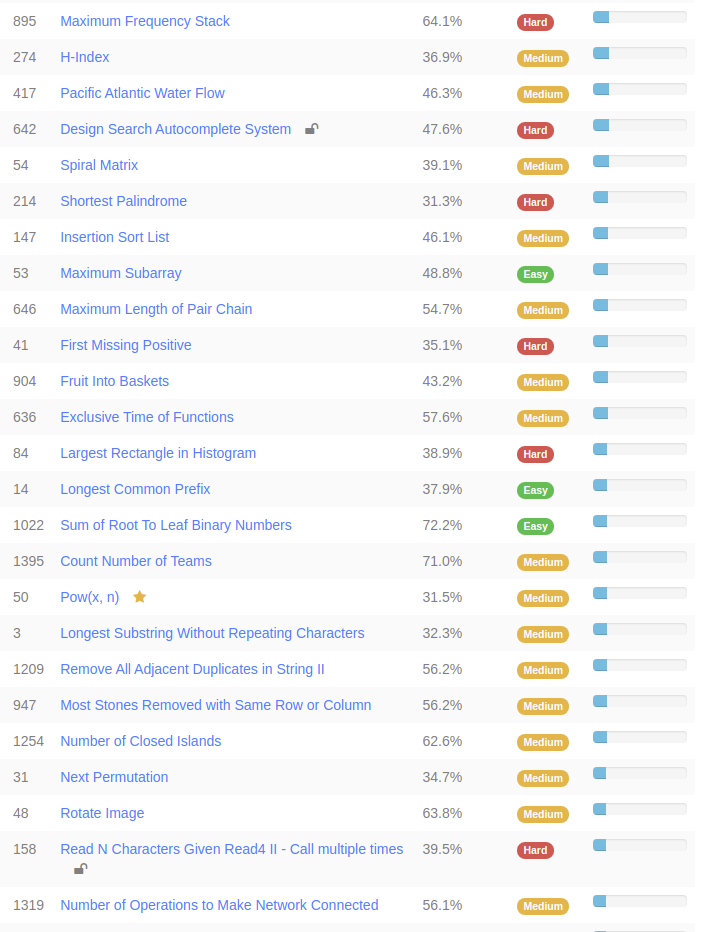 895 Maximum Frequency Stack 64.1% Hard
274 H-Index 36.9% Medium
417 Pacific Atlantic Water Flow 46.3% Medium
642 Design Search Autocomplete System 47.6% Hard
54 Spiral Matrix 39.1% Medium
214 Shortest Palindrome 31.3% Hard
147 Insertion Sort List 46.1% Medium
53 Maximum Subarray 48.8% Easy
646 Maximum Length of Pair Chain 54.7% Medium
41 First Missing Positive 35.1% Hard
904 Fruit Into Baskets 43.2% Medium
636 Exclusive Time of Functions 57.6% Medium
84 Largest Rectangle in Histogram 38.9% Hard
14 Longest Common Prefix 37.9% Easy
1022 Sum of Root To Leaf Binary Numbers 72.2% Easy
1395 Count Number of Teams 71.0% Medium
50 Pow(x, n) 31.5% Medium
3 Longest Substring Without Repeating Characters 32.3% Medium
1209 Remove All Adjacent Duplicates in String II 56.2% Medium
947 Most Stones Removed with Same Row or Column 56.2% Medium
1254 Number of Closed Islands 62.6% Medium
31 Next Permutation 34.7% Medium
48 Rotate Image 63.8% Medium
158 Read N Characters Given Read4 II - Call multiple times 39.5% Hard
1319 Number of Operations to Make Network Connected 56.1% Medium